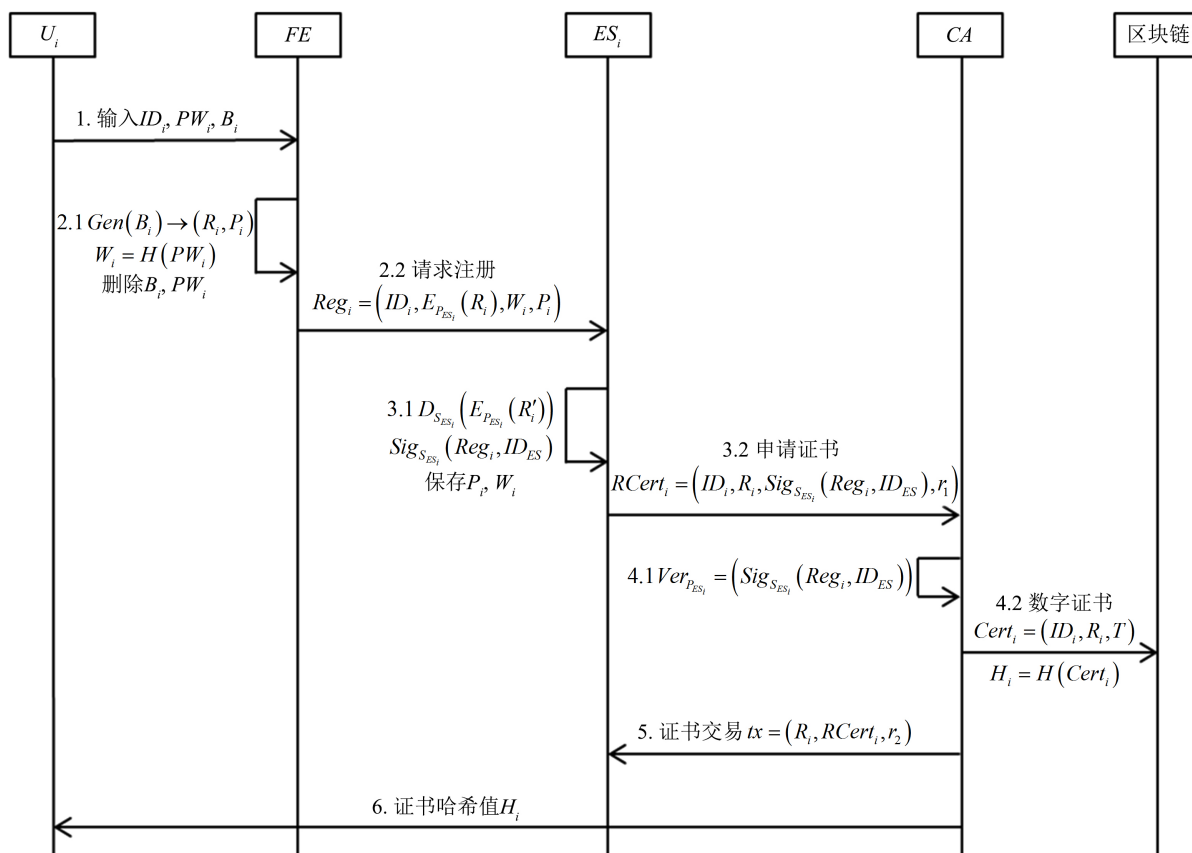 U_i
FE
ES_i
CA
区块链
1. 输入ID_i, PW_i, B_i
2.1 Gen(B_i)→(R_i, P_i)
W_i = H(PW_i)
删除B_i, PW_i
2.2 请求注册
Reg_i = (ID_i, E_{P_{ES_i}}(R_i), W_i, P_i)
3.1 D_{S_{ES_i}}(E_{P_{ES_i}}(R_i'))
Sig_{S_{ES_i}}(Reg_i, ID_{ES})
保存P_i, W_i
3.2 申请证书
RCert_i = (ID_i, R_i, Sig_{S_{ES_i}}(Reg_i, ID_{ES}), r_1)
4.1 Ver_{P_{ES_i}} = (Sig_{S_{ES_i}}(Reg_i, ID_{ES}))
4.2 数字证书
Cert_i = (ID_i, R_i, T)
H_i = H(Cert_i)
5. 证书交易 tx = (R_i, RCert_i, r_2)
6. 证书哈希值H_i